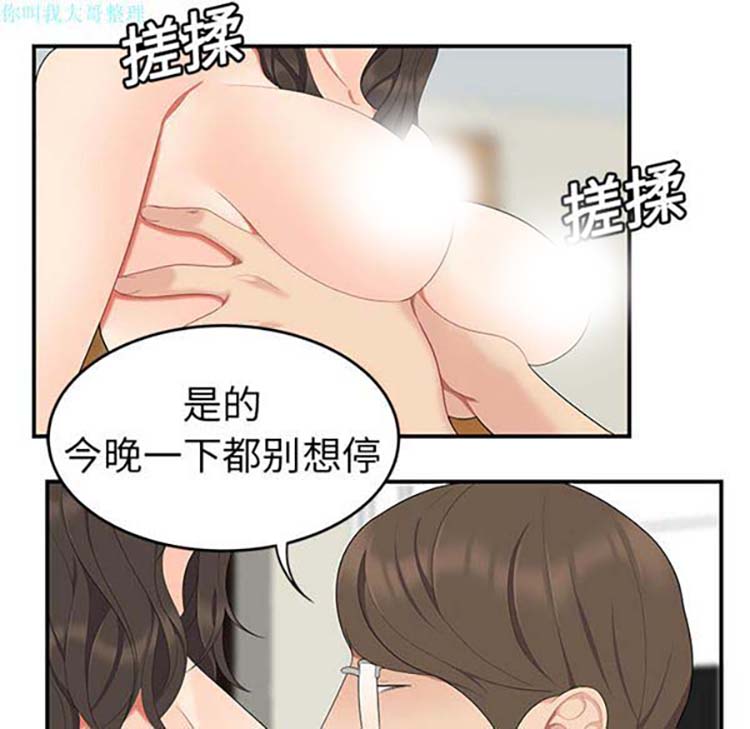 你叫我大哥整理
搓揉
搓揉
是的
今晚一下都别想停